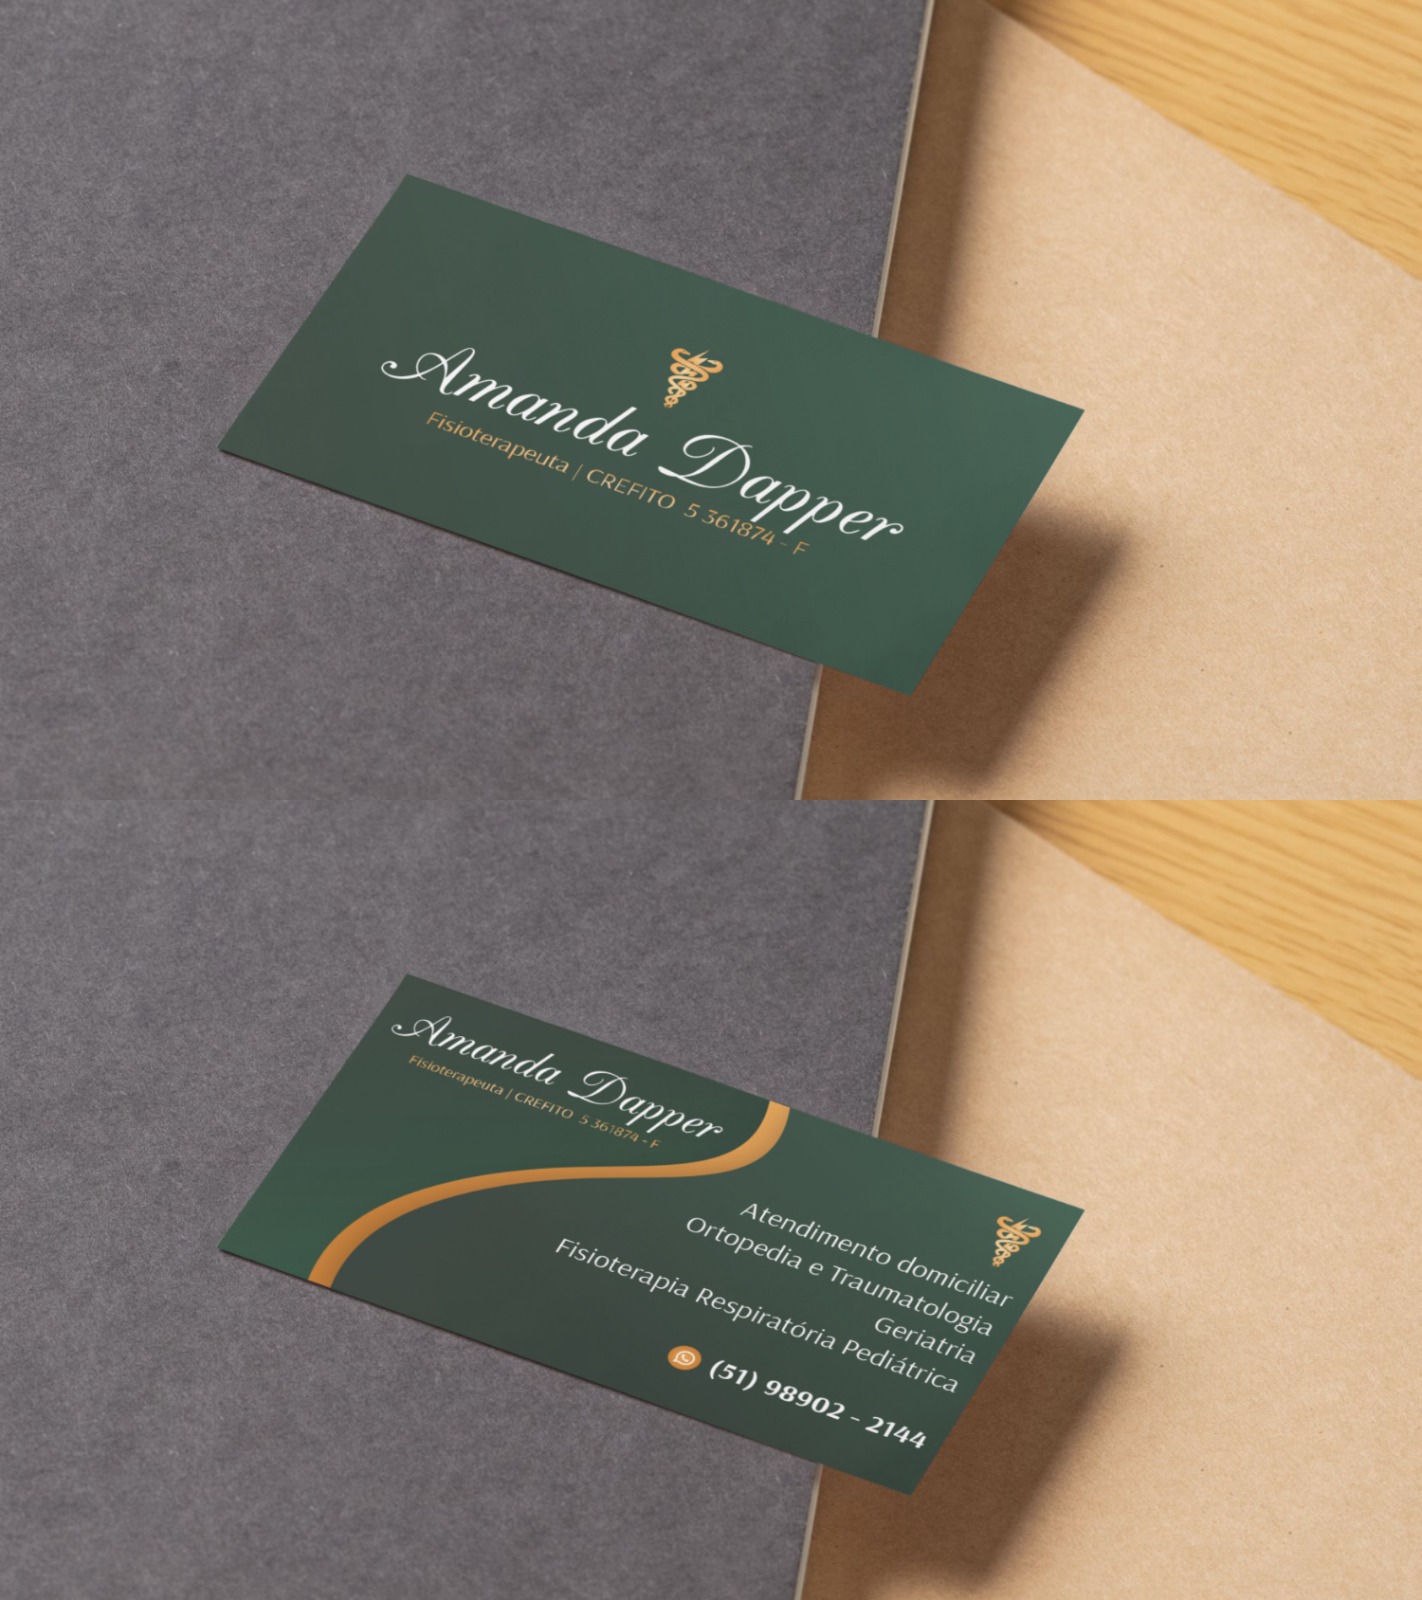 Amanda Dapper
Fisioterapeuta | CREFITO 5 361874 - F
Amanda Dapper
Fisioterapeuta | CREFITO 5 361874 - F
Atendimento domiciliar
Ortopedia e Traumatologia
Geriatria
Fisioterapia Respiratória Pediátrica
(51) 98902 - 2144